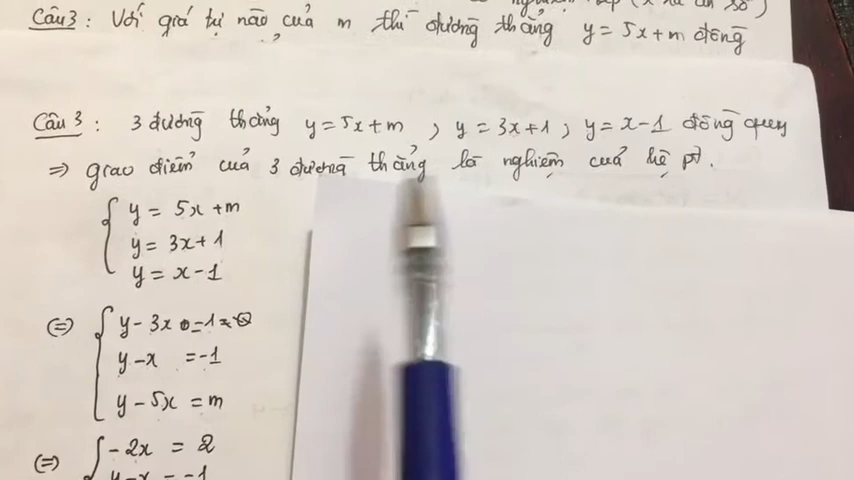 Câu 3 : Với giá trị nào của m thì đường thẳng y = 5x + m đồng
Câu 3 : 3 đường thẳng y = 5x + m , y = 3x + 1 ; y = x - 1 đồng quy
=> giao điểm của 3 đường thẳng là nghiệm của hệ pt.
{ y = 5x + m
y = 3x + 1
y = x - 1
(=) { y - 3x = 1
y - x = -1
y - 5x = m
(=) { -2x = 2
y - x = -1